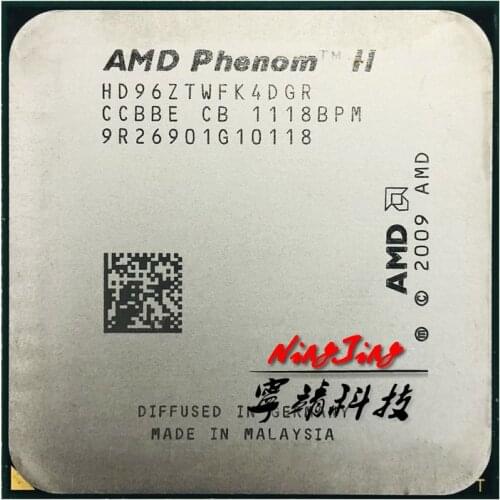 AMD Phenom™ II
HD96ZTWFK4DGR
CCBBE CB 1118BPM
9R26901G10118
AMD
ⓜ © 2009 AMD
NingJing
寧靖科技
DIFFUSED IN GERMANY
MADE IN MALAYSIA
T